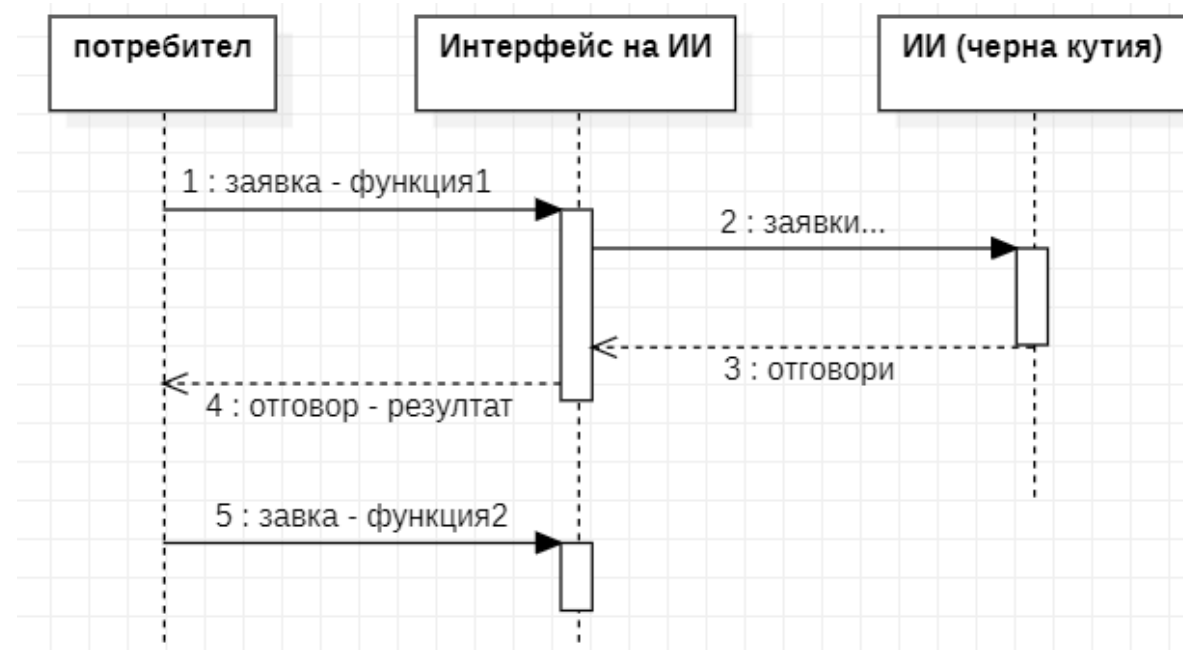 потребител
Интерфейс на ИИ
ИИ (черна кутия)
1 : заявка - функция1
2 : заявки...
3 : отговори
4 : отговор - резултат
5 : завка - функция2